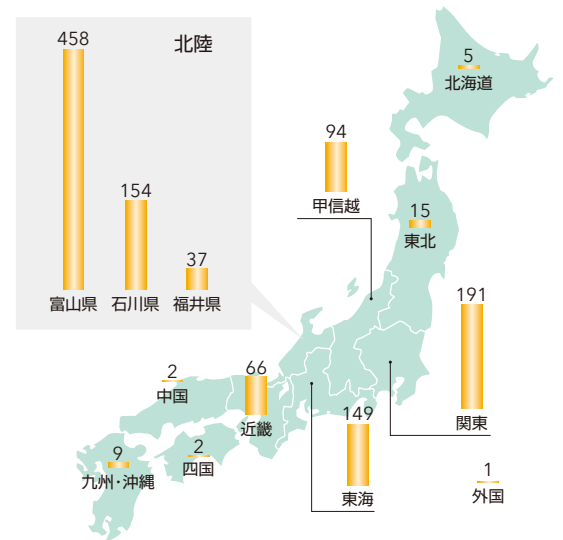 北陸
458
富山県
154
石川県
37
福井県
5
北海道
94
甲信越
15
東北
191
関東
66
近畿
149
東海
2
中国
2
四国
9
九州・沖縄
1
外国